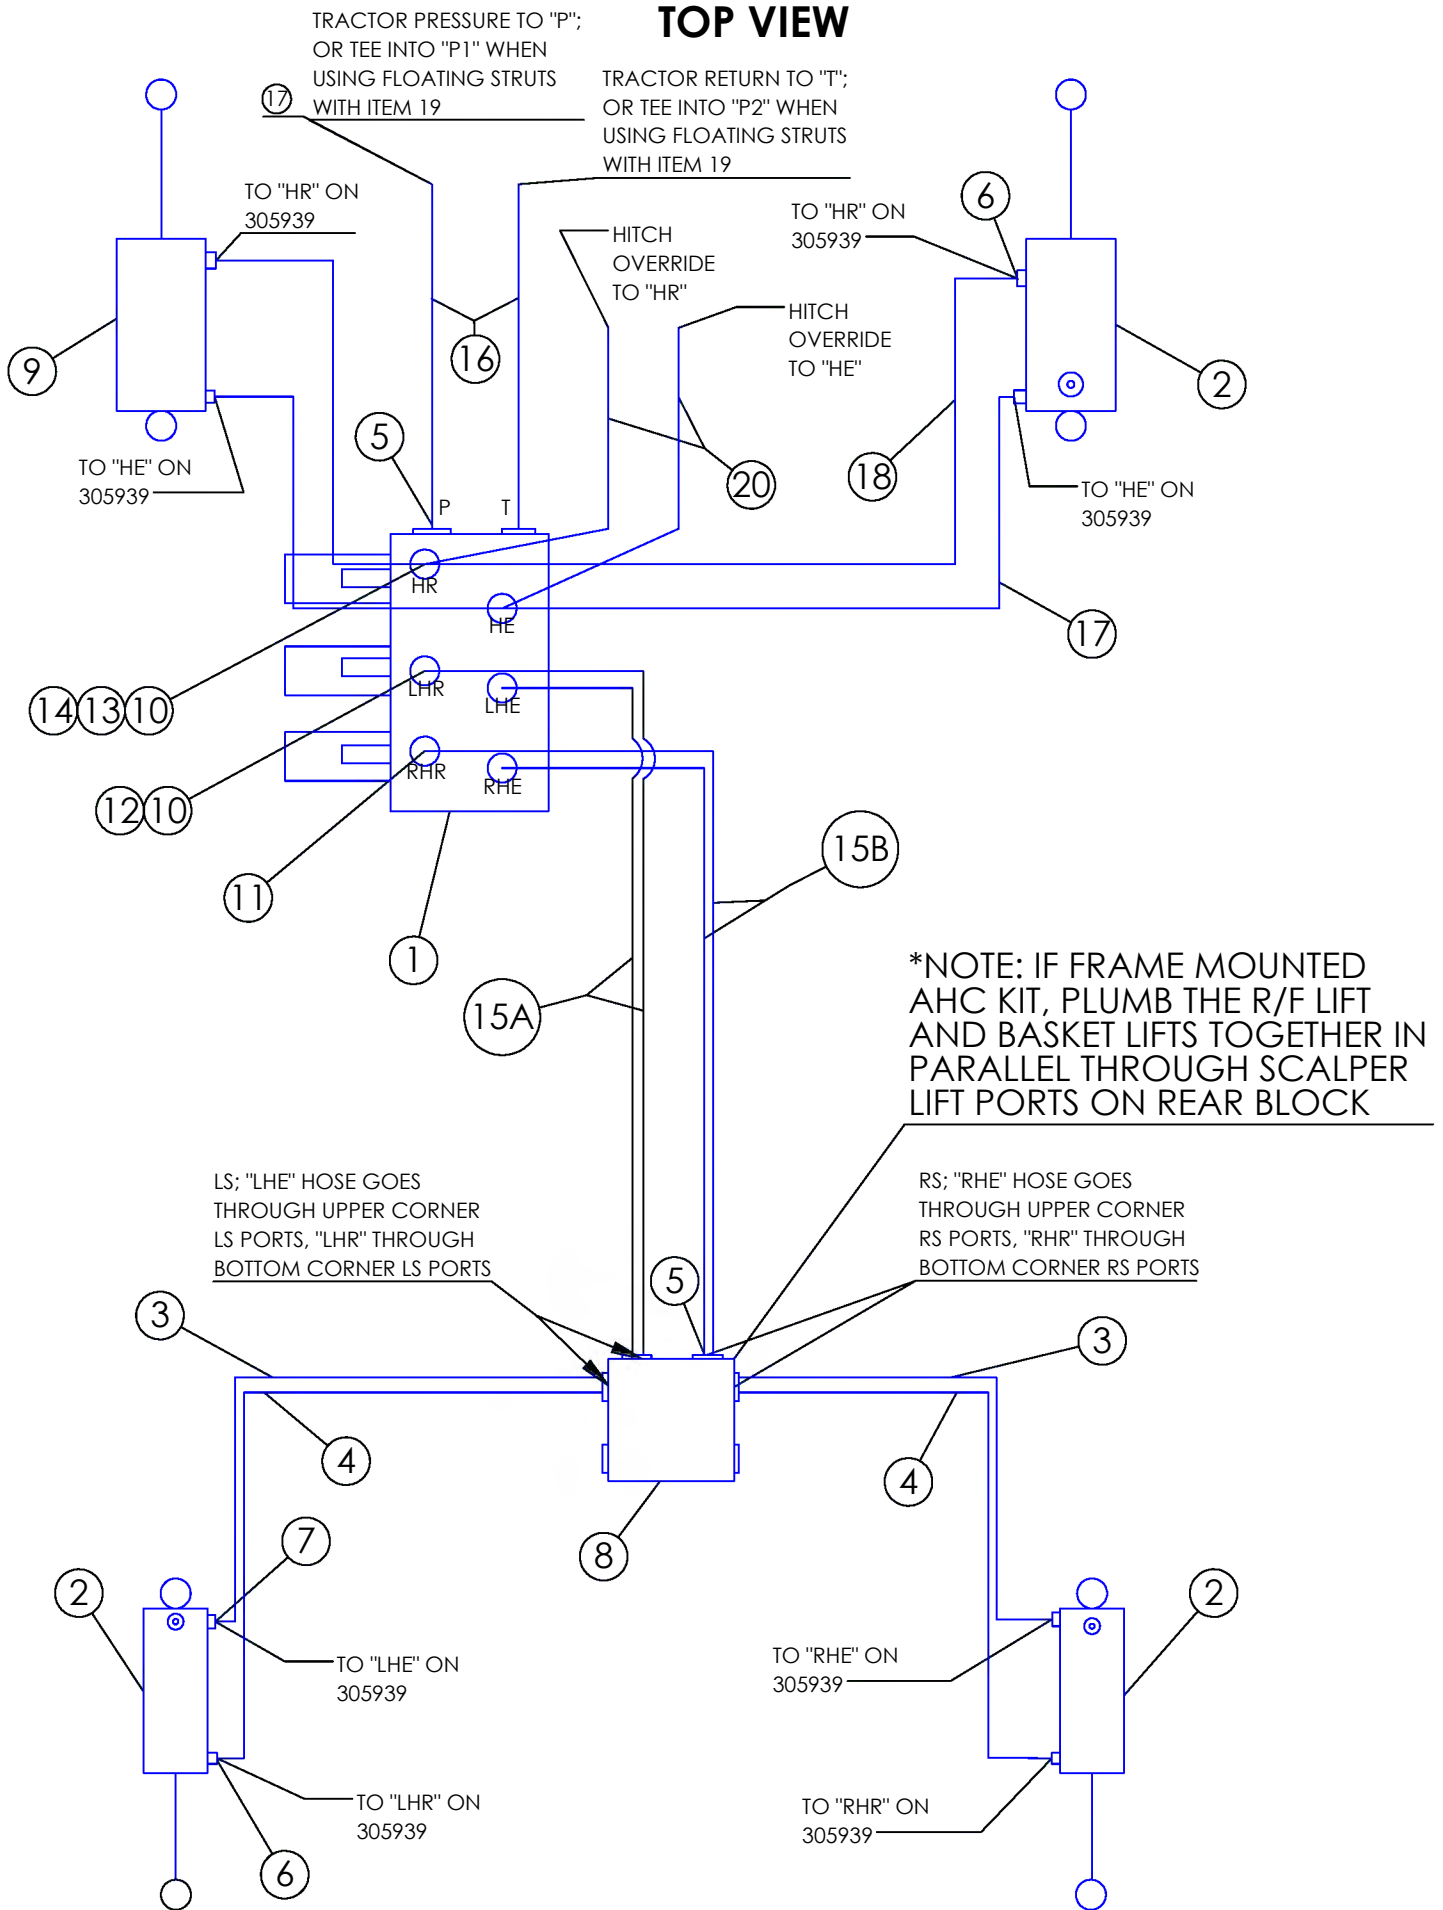 TOP VIEW
TRACTOR PRESSURE TO "P";
OR TEE INTO "P1" WHEN
USING FLOATING STRUTS
WITH ITEM 19
17
TRACTOR RETURN TO "T";
OR TEE INTO "P2" WHEN
USING FLOATING STRUTS
WITH ITEM 19
TO "HR" ON
305939
HITCH
OVERRIDE
TO "HR"
TO "HR" ON
305939
6
HITCH
OVERRIDE
TO "HE"
9
16
2
5
TO "HE" ON
305939
20
18
TO "HE" ON
305939
P
T
HR
HE
17
LHR
LHE
14
13
10
RHR
RHE
12
10
15B
11
1
15A
*NOTE: IF FRAME MOUNTED
AHC KIT, PLUMB THE R/F LIFT
AND BASKET LIFTS TOGETHER IN
PARALLEL THROUGH SCALPER
LIFT PORTS ON REAR BLOCK
LS; "LHE" HOSE GOES
THROUGH UPPER CORNER
LS PORTS, "LHR" THROUGH
BOTTOM CORNER LS PORTS
RS; "RHE" HOSE GOES
THROUGH UPPER CORNER
RS PORTS, "RHR" THROUGH
BOTTOM CORNER RS PORTS
5
3
3
4
4
7
8
2
2
TO "LHE" ON
305939
TO "RHE" ON
305939
TO "LHR" ON
305939
TO "RHR" ON
305939
6